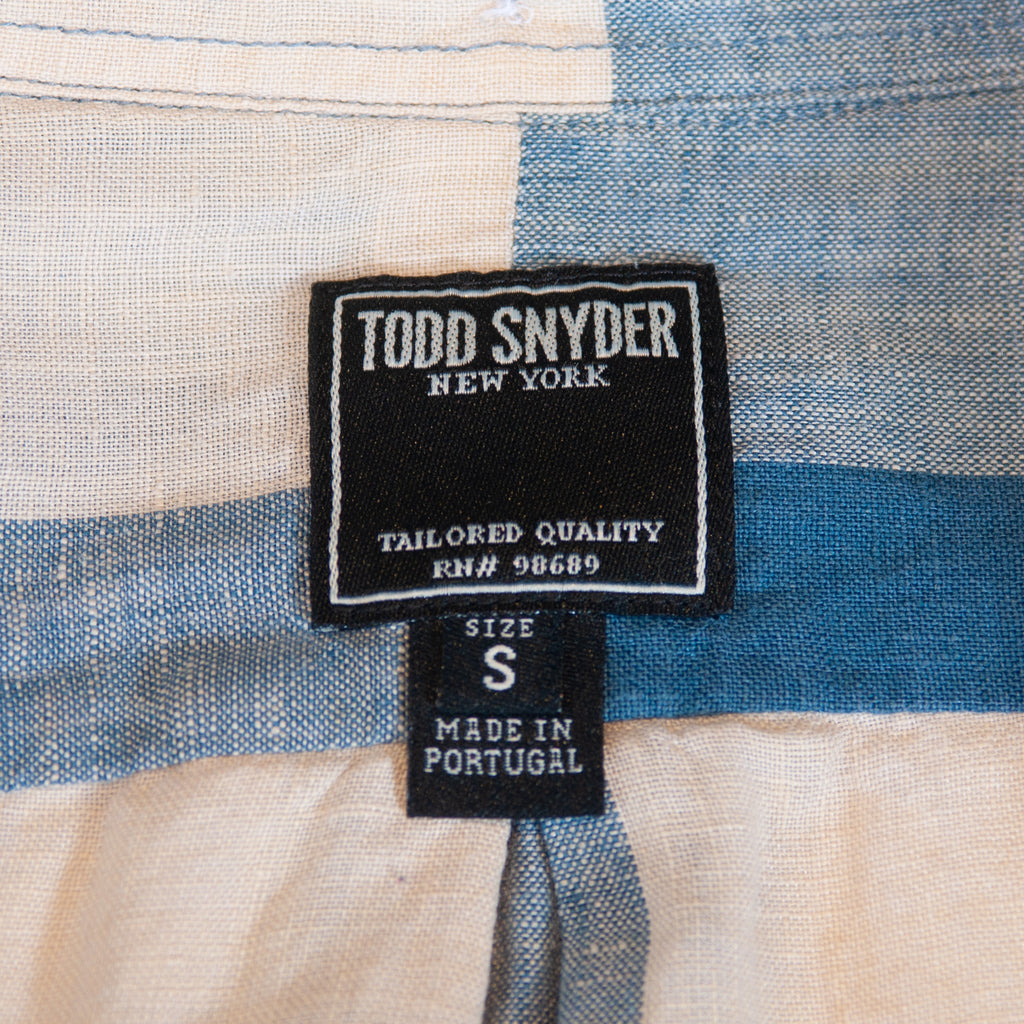 TODD SNYDER
NEW YORK
TAILORED QUALITY
RN# 98689
SIZE
S
MADE IN
PORTUGAL